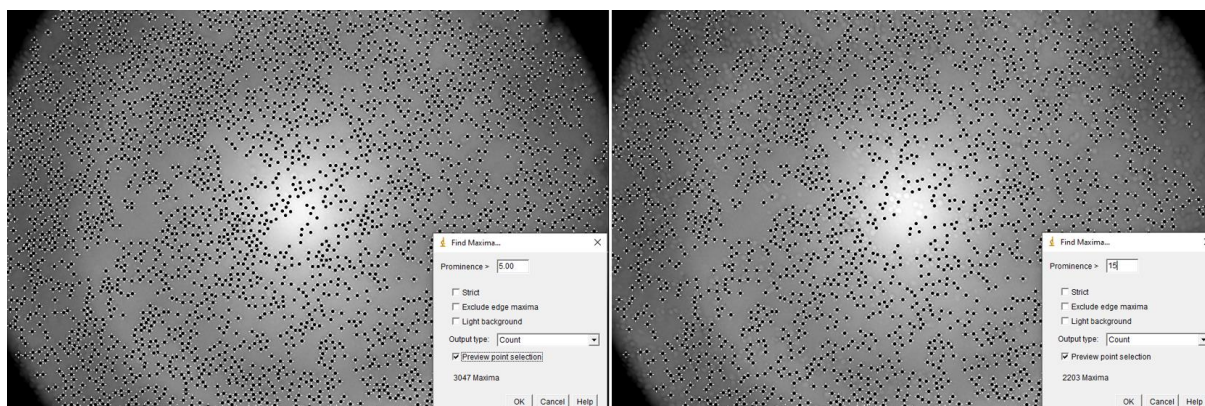 Find Maxima...
Prominence > 5.00
Strict
Exclude edge maxima
Light background
Output type: Count
Preview point selection
3047 Maxima
OK Cancel Help
Find Maxima...
Prominence > 15
Strict
Exclude edge maxima
Light background
Output type: Count
Preview point selection
2203 Maxima
OK Cancel Help